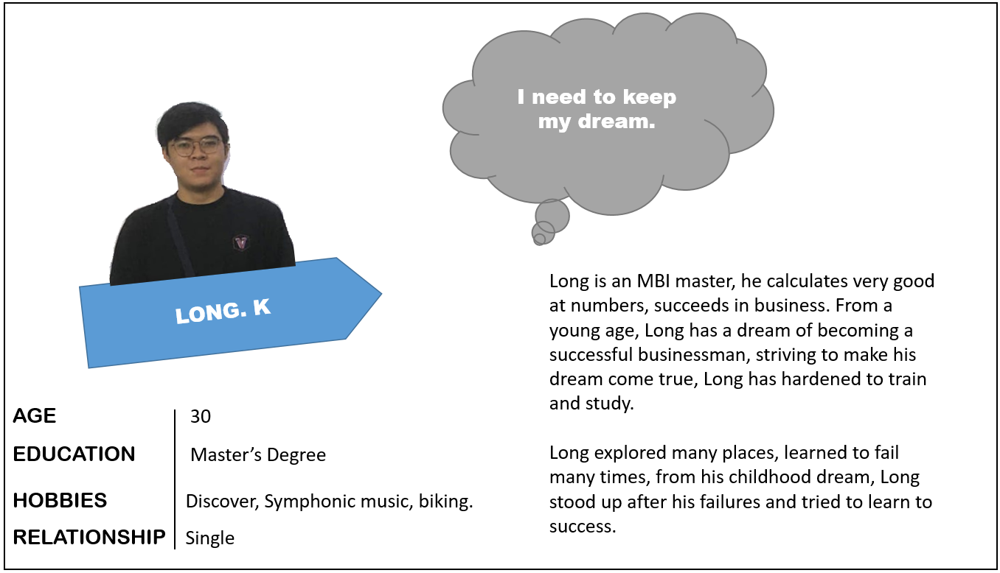 I need to keep
my dream.
LONG. K
AGE
30
EDUCATION
Master’s Degree
HOBBIES
Discover, Symphonic music, biking.
RELATIONSHIP
Single
Long is an MBI master, he calculates very good
at numbers, succeeds in business. From a
young age, Long has a dream of becoming a
successful businessman, striving to make his
dream come true, Long has hardened to train
and study.
Long explored many places, learned to fail
many times, from his childhood dream, Long
stood up after his failures and tried to learn to
success.